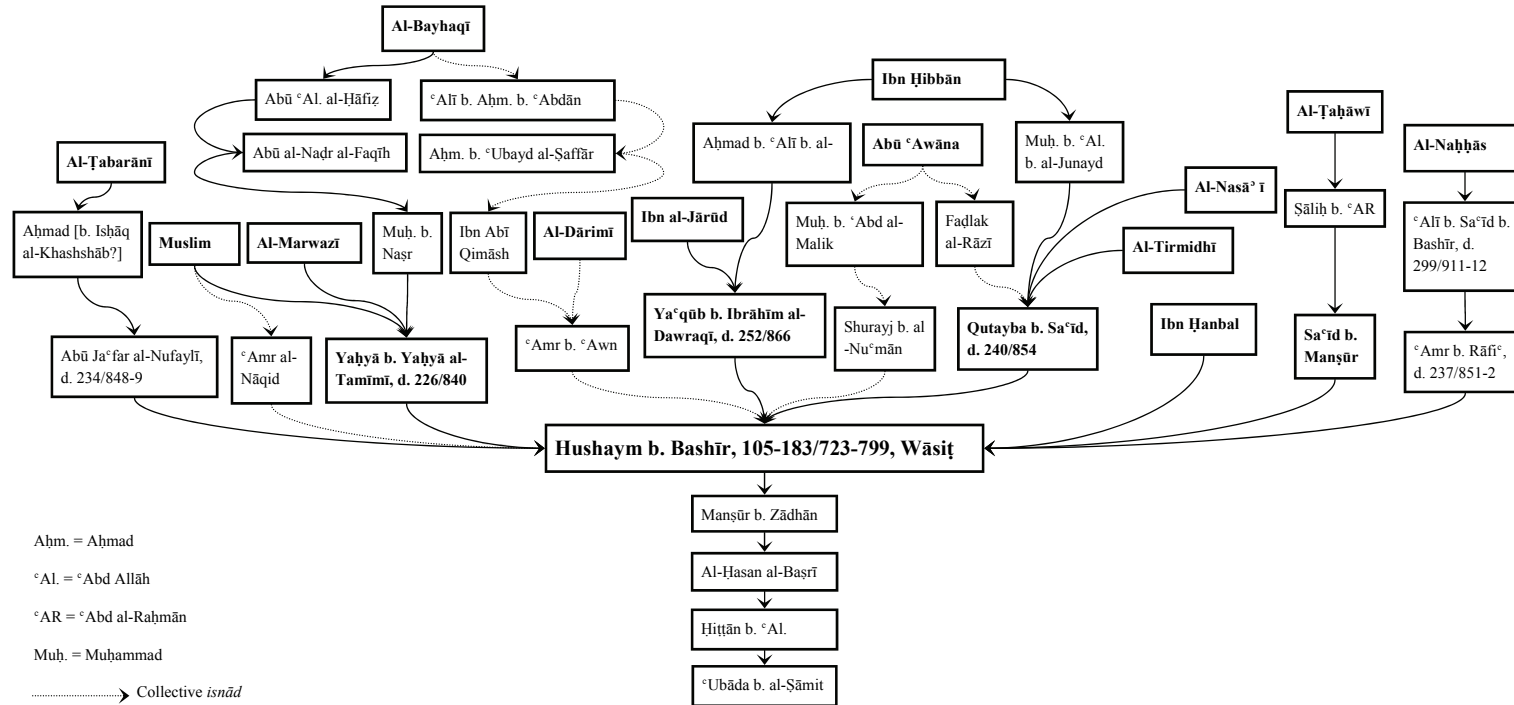 Al-Bayhaqī
Abū ʿAl. al-Ḥāfiẓ
ʿAlī b. Aḥm. b. ʿAbdān
Ibn Ḥibbān
Al-Ṭaḥāwī
Abū al-Naḍr al-Faqīh
Aḥm. b. ʿUbayd al-Ṣaffār
Aḥmad b. ʿAlī b. al-
Abū ʿAwāna
Muḥ. b. ʿAl.
b. al-Junayd
Al-Naḥḥās
Al-Ṭabarānī
Al-Nasāʾ ī
Aḥmad [b. Isḥāq
al-Khashshāb?]
Muslim
Al-Marwazī
Muḥ. b.
Naṣr
Ibn Abī
Qimāsh
Al-Dārimī
Ibn al-Jārūd
Muḥ. b. ʿAbd al-
Malik
Faḍlak
al-Rāzī
Ṣāliḥ b. ʿAR
ʿAlī b. Saʿīd b.
Bashīr, d.
299/911-12
Al-Tirmidhī
Abū Jaʿfar al-Nufaylī,
d. 234/848-9
ʿAmr al-
Nāqid
Yaḥyā b. Yaḥyā al-
Tamīmī, d. 226/840
ʿAmr b. ʿAwn
Yaʿqūb b. Ibrāhīm al-
Dawraqī, d. 252/866
Shurayj b. al
-Nuʿmān
Qutayba b. Saʿīd,
d. 240/854
Ibn Ḥanbal
Saʿīd b.
Manṣūr
ʿAmr b. Rāfiʿ,
d. 237/851-2
Hushaym b. Bashīr, 105-183/723-799, Wāsiṭ
Manṣūr b. Zādhān
Al-Ḥasan al-Baṣrī
Ḥiṭṭān b. ʿAl.
ʿUbāda b. al-Ṣāmit
Aḥm. = Aḥmad
ʿAl. = ʿAbd Allāh
ʿAR = ʿAbd al-Raḥmān
Muḥ. = Muḥammad
Collective isnād